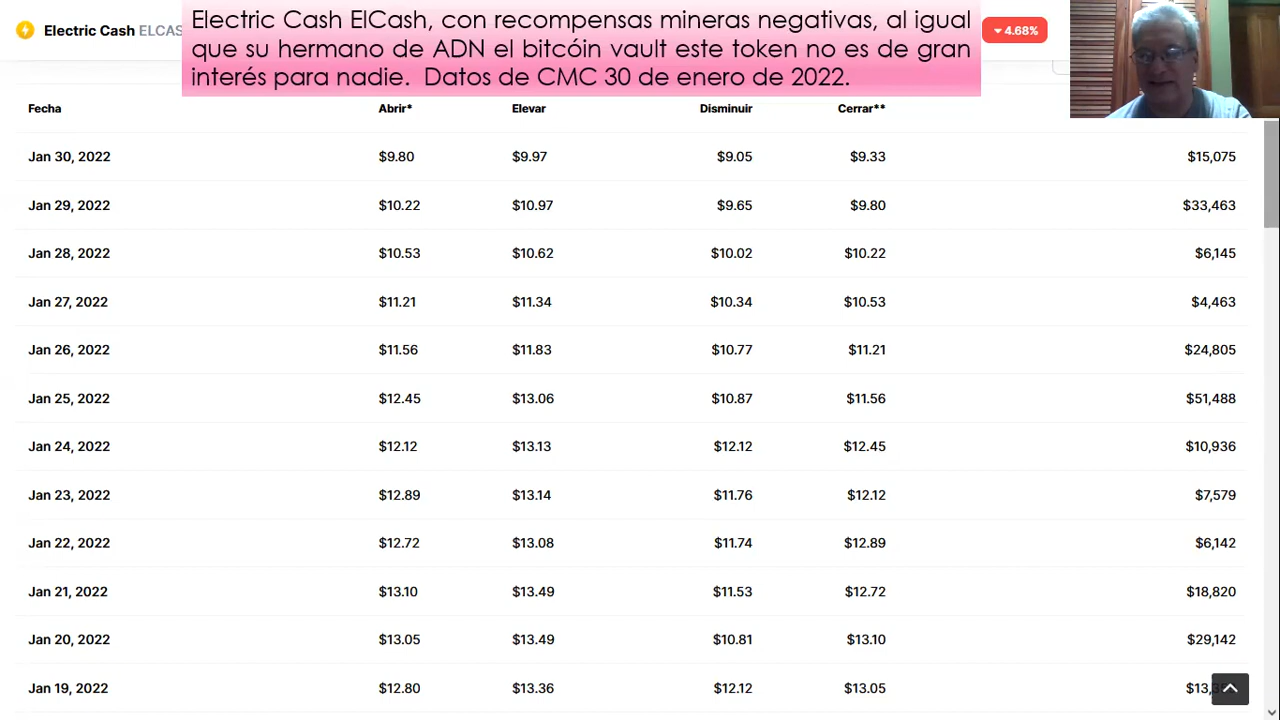 Electric Cash ELCAS
Electric Cash ElCash, con recompensas mineras negativas, al igual
que su hermano de ADN el bitcóin vault este token no es de gran
interés para nadie. Datos de CMC 30 de enero de 2022.
4.68%
Fecha Abrir* Elevar Disminuir Cerrar**
Jan 30, 2022 $9.80 $9.97 $9.05 $9.33 $15,075
Jan 29, 2022 $10.22 $10.97 $9.65 $9.80 $33,463
Jan 28, 2022 $10.53 $10.62 $10.02 $10.22 $6,145
Jan 27, 2022 $11.21 $11.34 $10.34 $10.53 $4,463
Jan 26, 2022 $11.56 $11.83 $10.77 $11.21 $24,805
Jan 25, 2022 $12.45 $13.06 $10.87 $11.56 $51,488
Jan 24, 2022 $12.12 $13.13 $12.12 $12.45 $10,936
Jan 23, 2022 $12.89 $13.14 $11.76 $12.12 $7,579
Jan 22, 2022 $12.72 $13.08 $11.74 $12.89 $6,142
Jan 21, 2022 $13.10 $13.49 $11.53 $12.72 $18,820
Jan 20, 2022 $13.05 $13.49 $10.81 $13.10 $29,142
Jan 19, 2022 $12.80 $13.36 $12.12 $13.05